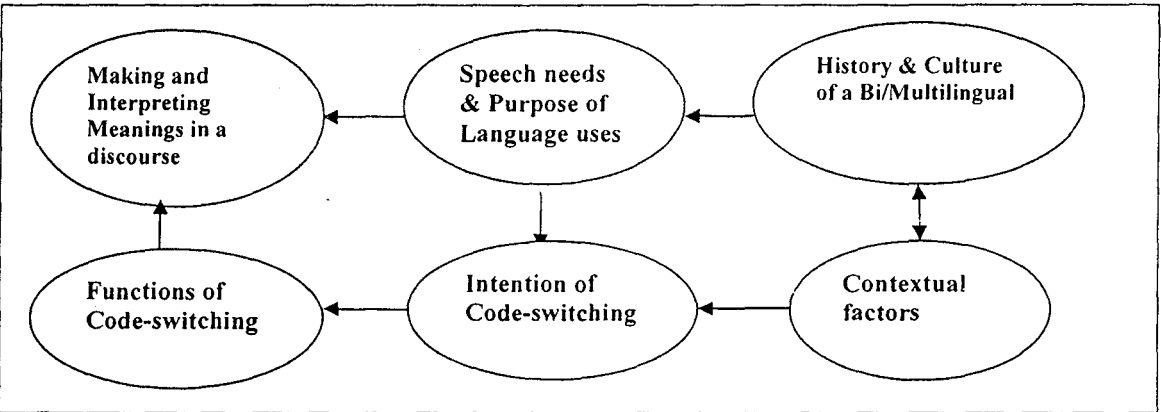 Making and
Interpreting
Meanings in a
discourse
Speech needs
& Purpose of
Language uses
History & Culture
of a Bi/Multilingual
Functions of
Code-switching
Intention of
Code-switching
Contextual
factors